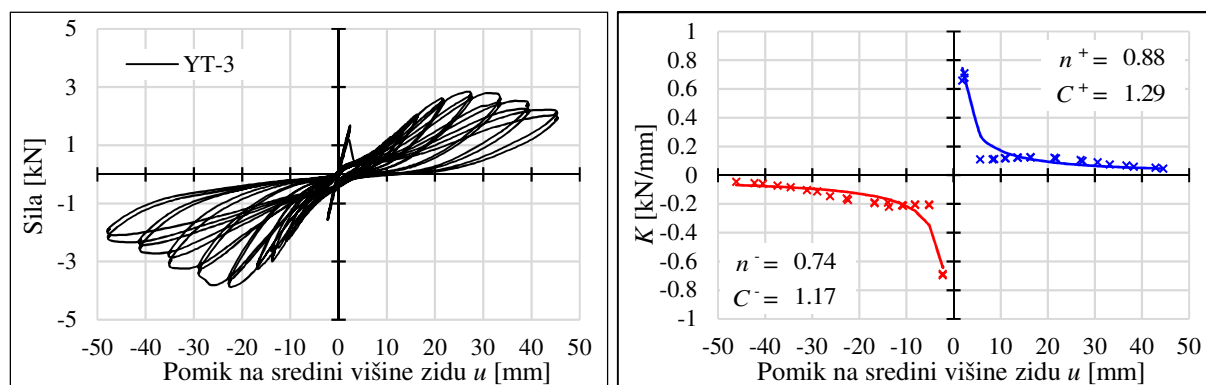 5
3
1
-1
-3
-5
Sila [kN]
YT-3
-50 -40 -30 -20 -10 0 10 20 30 40 50
Pomik na sredini višine zidu u [mm]
1
0.8
0.6
0.4
0.2
0
-0.2
-0.4
-0.6
-0.8
-1
K [kN/mm]
n⁺ = 0.88
C⁺ = 1.29
n⁻ = 0.74
C⁻ = 1.17
-50 -40 -30 -20 -10 0 10 20 30 40 50
Pomik na sredini višine zidu u [mm]